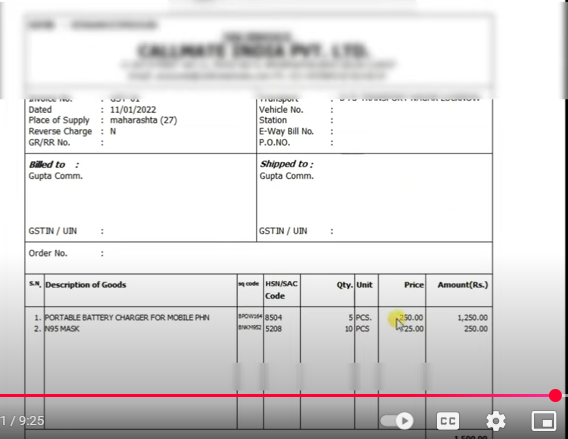 CALLMATE INDIA PVT. LTD.
Invoice No. : GST-01
Transport :
Dated : 11/01/2022
Vehicle No. :
Place of Supply : maharashta (27)
Station :
Reverse Charge : N
E-Way Bill No. :
GR/RR No. :
P.O.NO. :
Billed to :
Shipped to :
Gupta Comm.
Gupta Comm.
GSTIN / UIN :
GSTIN / UIN :
Order No. :
S.N. Description of Goods sq code HSN/SAC Code Qty. Unit Price Amount(Rs.)
1. PORTABLE BATTERY CHARGER FOR MOBILE PHN BPDW164 8504 5 PCS. 1,250.00
2. N95 MASK BNKM952 5208 10 PCS 25.00 250.00
1,500.00
1 / 9:25
CC